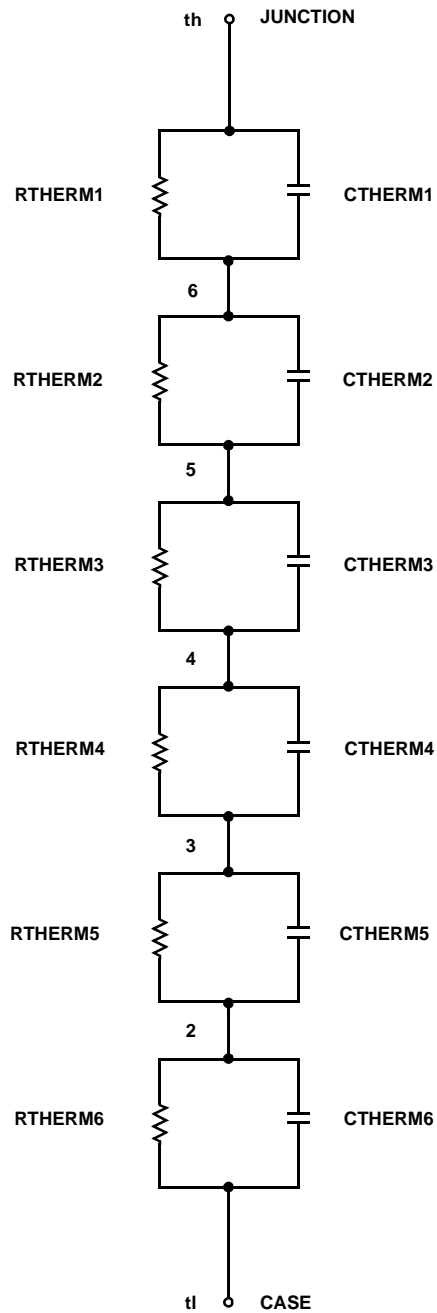 th JUNCTION
RTHERM1 CTHERM1
6
RTHERM2 CTHERM2
5
RTHERM3 CTHERM3
4
RTHERM4 CTHERM4
3
RTHERM5 CTHERM5
2
RTHERM6 CTHERM6
tl CASE